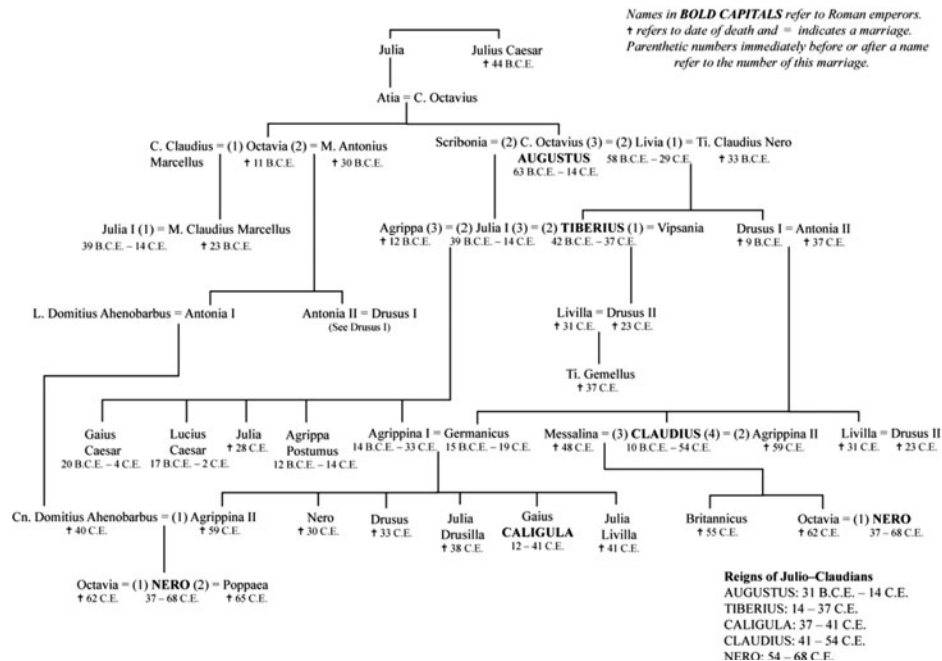 Names in BOLD CAPITALS refer to Roman emperors.
† refers to date of death and = indicates a marriage.
Parenthetic numbers immediately before or after a name
refer to the number of this marriage.
Julia Julius Caesar
† 44 B.C.E.
Atia = C. Octavius
C. Claudius = (1) Octavia (2) = M. Antonius
Marcellus † 11 B.C.E. † 30 B.C.E.
Scribonia = (2) C. Octavius (3) = (2) Livia (1) = Ti. Claudius Nero
AUGUSTUS 58 B.C.E. – 29 C.E. † 33 B.C.E.
63 B.C.E. – 14 C.E.
Julia I (1) = M. Claudius Marcellus
39 B.C.E. – 14 C.E. † 23 B.C.E.
Agrippa (3) = (2) Julia I (3) = (2) TIBERIUS (1) = Vipsania
† 12 B.C.E. 39 B.C.E. – 14 C.E. 42 B.C.E. – 37 C.E.
Drusus I = Antonia II
† 9 B.C.E. † 37 C.E.
L. Domitius Ahenobarbus = Antonia I
Antonia II = Drusus I
(See Drusus I)
Livilla = Drusus II
† 31 C.E. † 23 C.E.
Ti. Gemellus
† 37 C.E.
Gaius Caesar
20 B.C.E. – 4 C.E.
Lucius Caesar
17 B.C.E. – 2 C.E.
Julia
† 28 C.E.
Agrippa Postumus
12 B.C.E. – 14 C.E.
Agrippina I = Germanicus
14 B.C.E. – 33 C.E. 15 B.C.E. – 19 C.E.
Messalina = (3) CLAUDIUS (4) = (2) Agrippina II
† 48 C.E. 10 B.C.E. – 54 C.E. † 59 C.E.
Livilla = Drusus II
† 31 C.E. † 23 C.E.
Cn. Domitius Ahenobarbus = (1) Agrippina II
† 40 C.E. † 59 C.E.
Nero
† 30 C.E.
Drusus
† 33 C.E.
Julia
Drusilla
† 38 C.E.
Gaius
CALIGULA
12 – 41 C.E.
Julia
Livilla
† 41 C.E.
Britannicus
† 55 C.E.
Octavia = (1) NERO
† 62 C.E. 37 – 68 C.E.
Octavia = (1) NERO (2) = Poppaea
† 62 C.E. 37 – 68 C.E. † 65 C.E.
Reigns of Julio–Claudians
AUGUSTUS: 31 B.C.E. – 14 C.E.
TIBERIUS: 14 – 37 C.E.
CALIGULA: 37 – 41 C.E.
CLAUDIUS: 41 – 54 C.E.
NERO: 54 – 68 C.E.